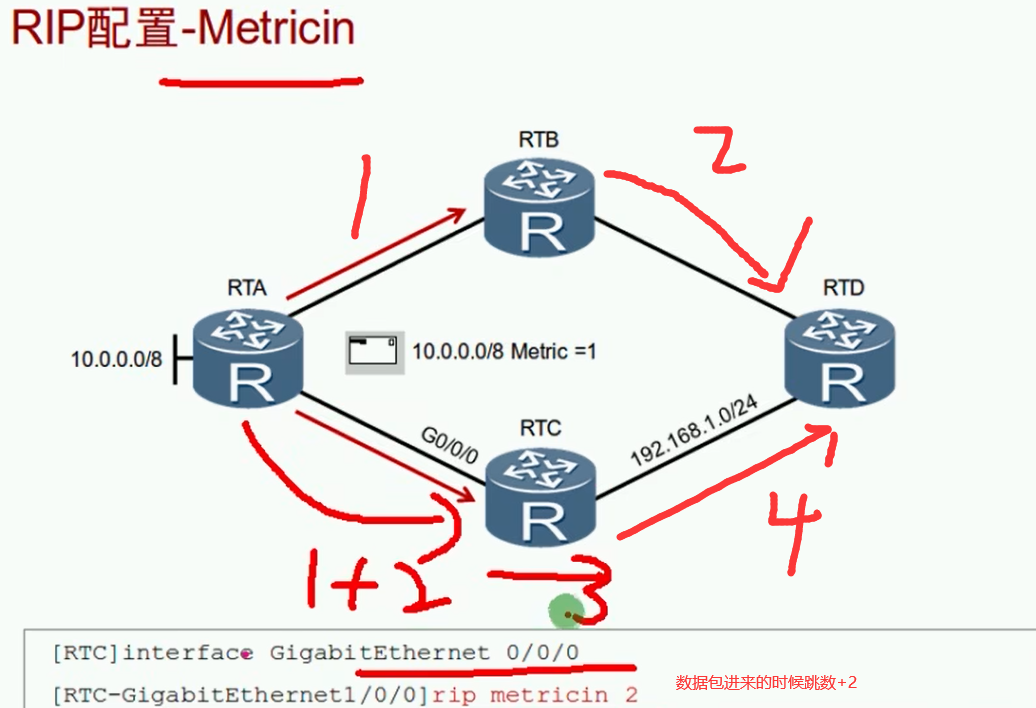 RIP配置-Metricin
RTB
2
1
RTA
RTD
10.0.0.0/8
10.0.0.0/8 Metric =1
R
R
R
G0/0/0
RTC
192.168.1.0/24
R
4
1+2
3
[RTC]interface GigabitEthernet 0/0/0
[RTC-GigabitEthernet1/0/0]rip metricin 2
数据包进来的时候跳数+2